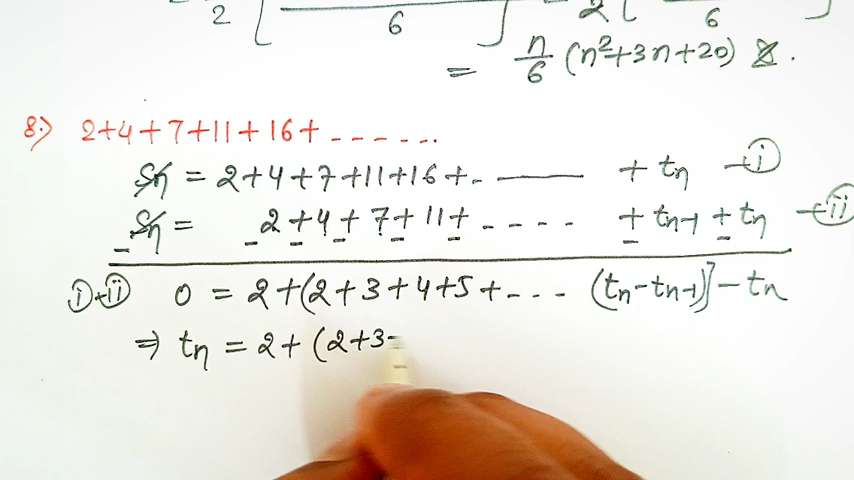 2 [ 6 ] 2 [ 6 ]
= n/6 (n²+3n+20)
8.) 2+4+7+11+16+ - - - - - -.
Sn = 2+4+7+11+16+ - —— + tn - (i)
Sn = 2+4+7+11+ - - - - + tn-1 + tn - (ii)
(i)-(ii) 0 = 2+(2+3+4+5+ - - - (tn-tn-1)] - tn
⇒ tn = 2+ (2+3